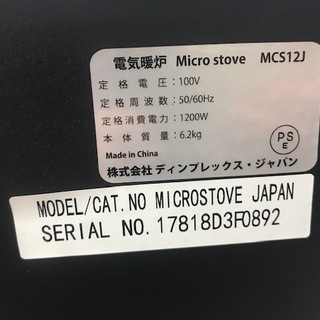 電気暖炉 Micro stove MCS12J
定格電圧：100V
定格周波数：50/60Hz
定格消費電力：1200W
本体質量：6.2kg
Made in China
PS
E
株式会社ディンプレックス・ジャパン
MODEL/CAT.NO MICROSTOVE JAPAN
SERIAL NO.17818D3F0892